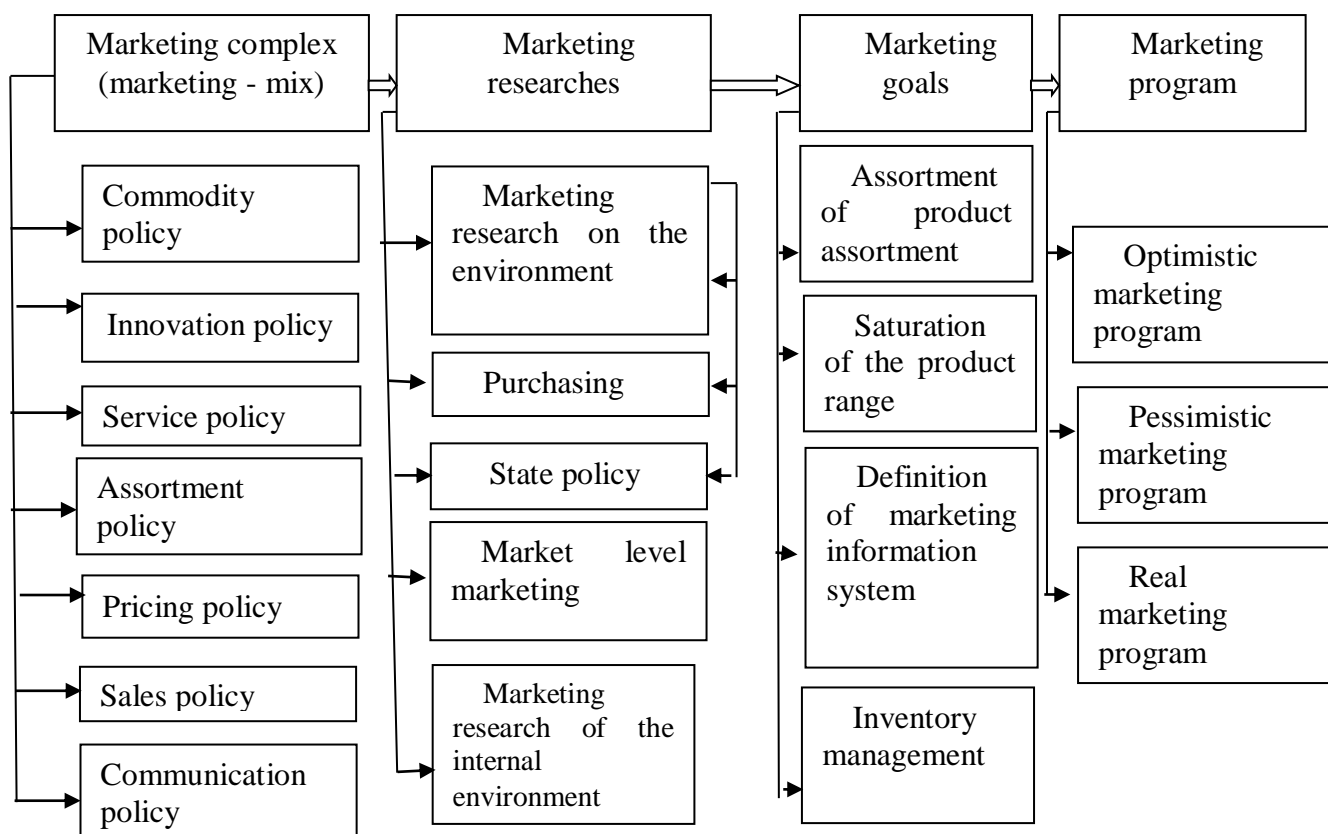 Marketing complex
(marketing - mix)
Marketing
researches
Marketing
goals
Marketing
program
Commodity
policy
Innovation policy
Service policy
Assortment
policy
Pricing policy
Sales policy
Communication
policy
Marketing
research on the
environment
Purchasing
State policy
Market level
marketing
Marketing
research of the
internal
environment
Assortment
of product
assortment
Saturation
of the product
range
Definition
of marketing
information
system
Inventory
management
Optimistic
marketing
program
Pessimistic
marketing
program
Real
marketing
program